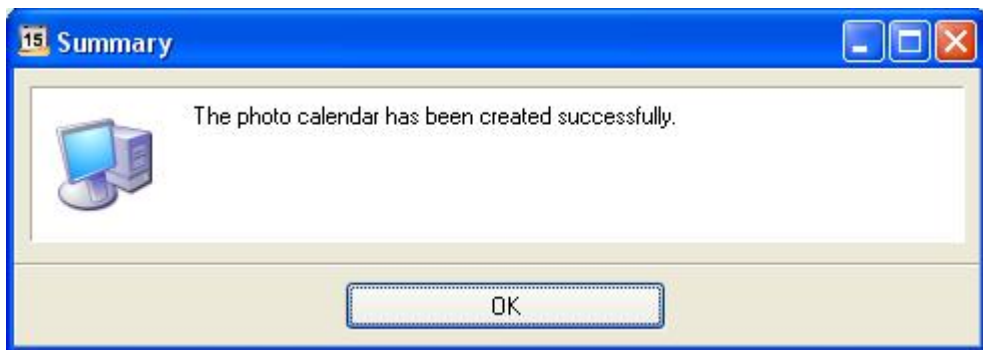 15 Summary
The photo calendar has been created successfully.
OK